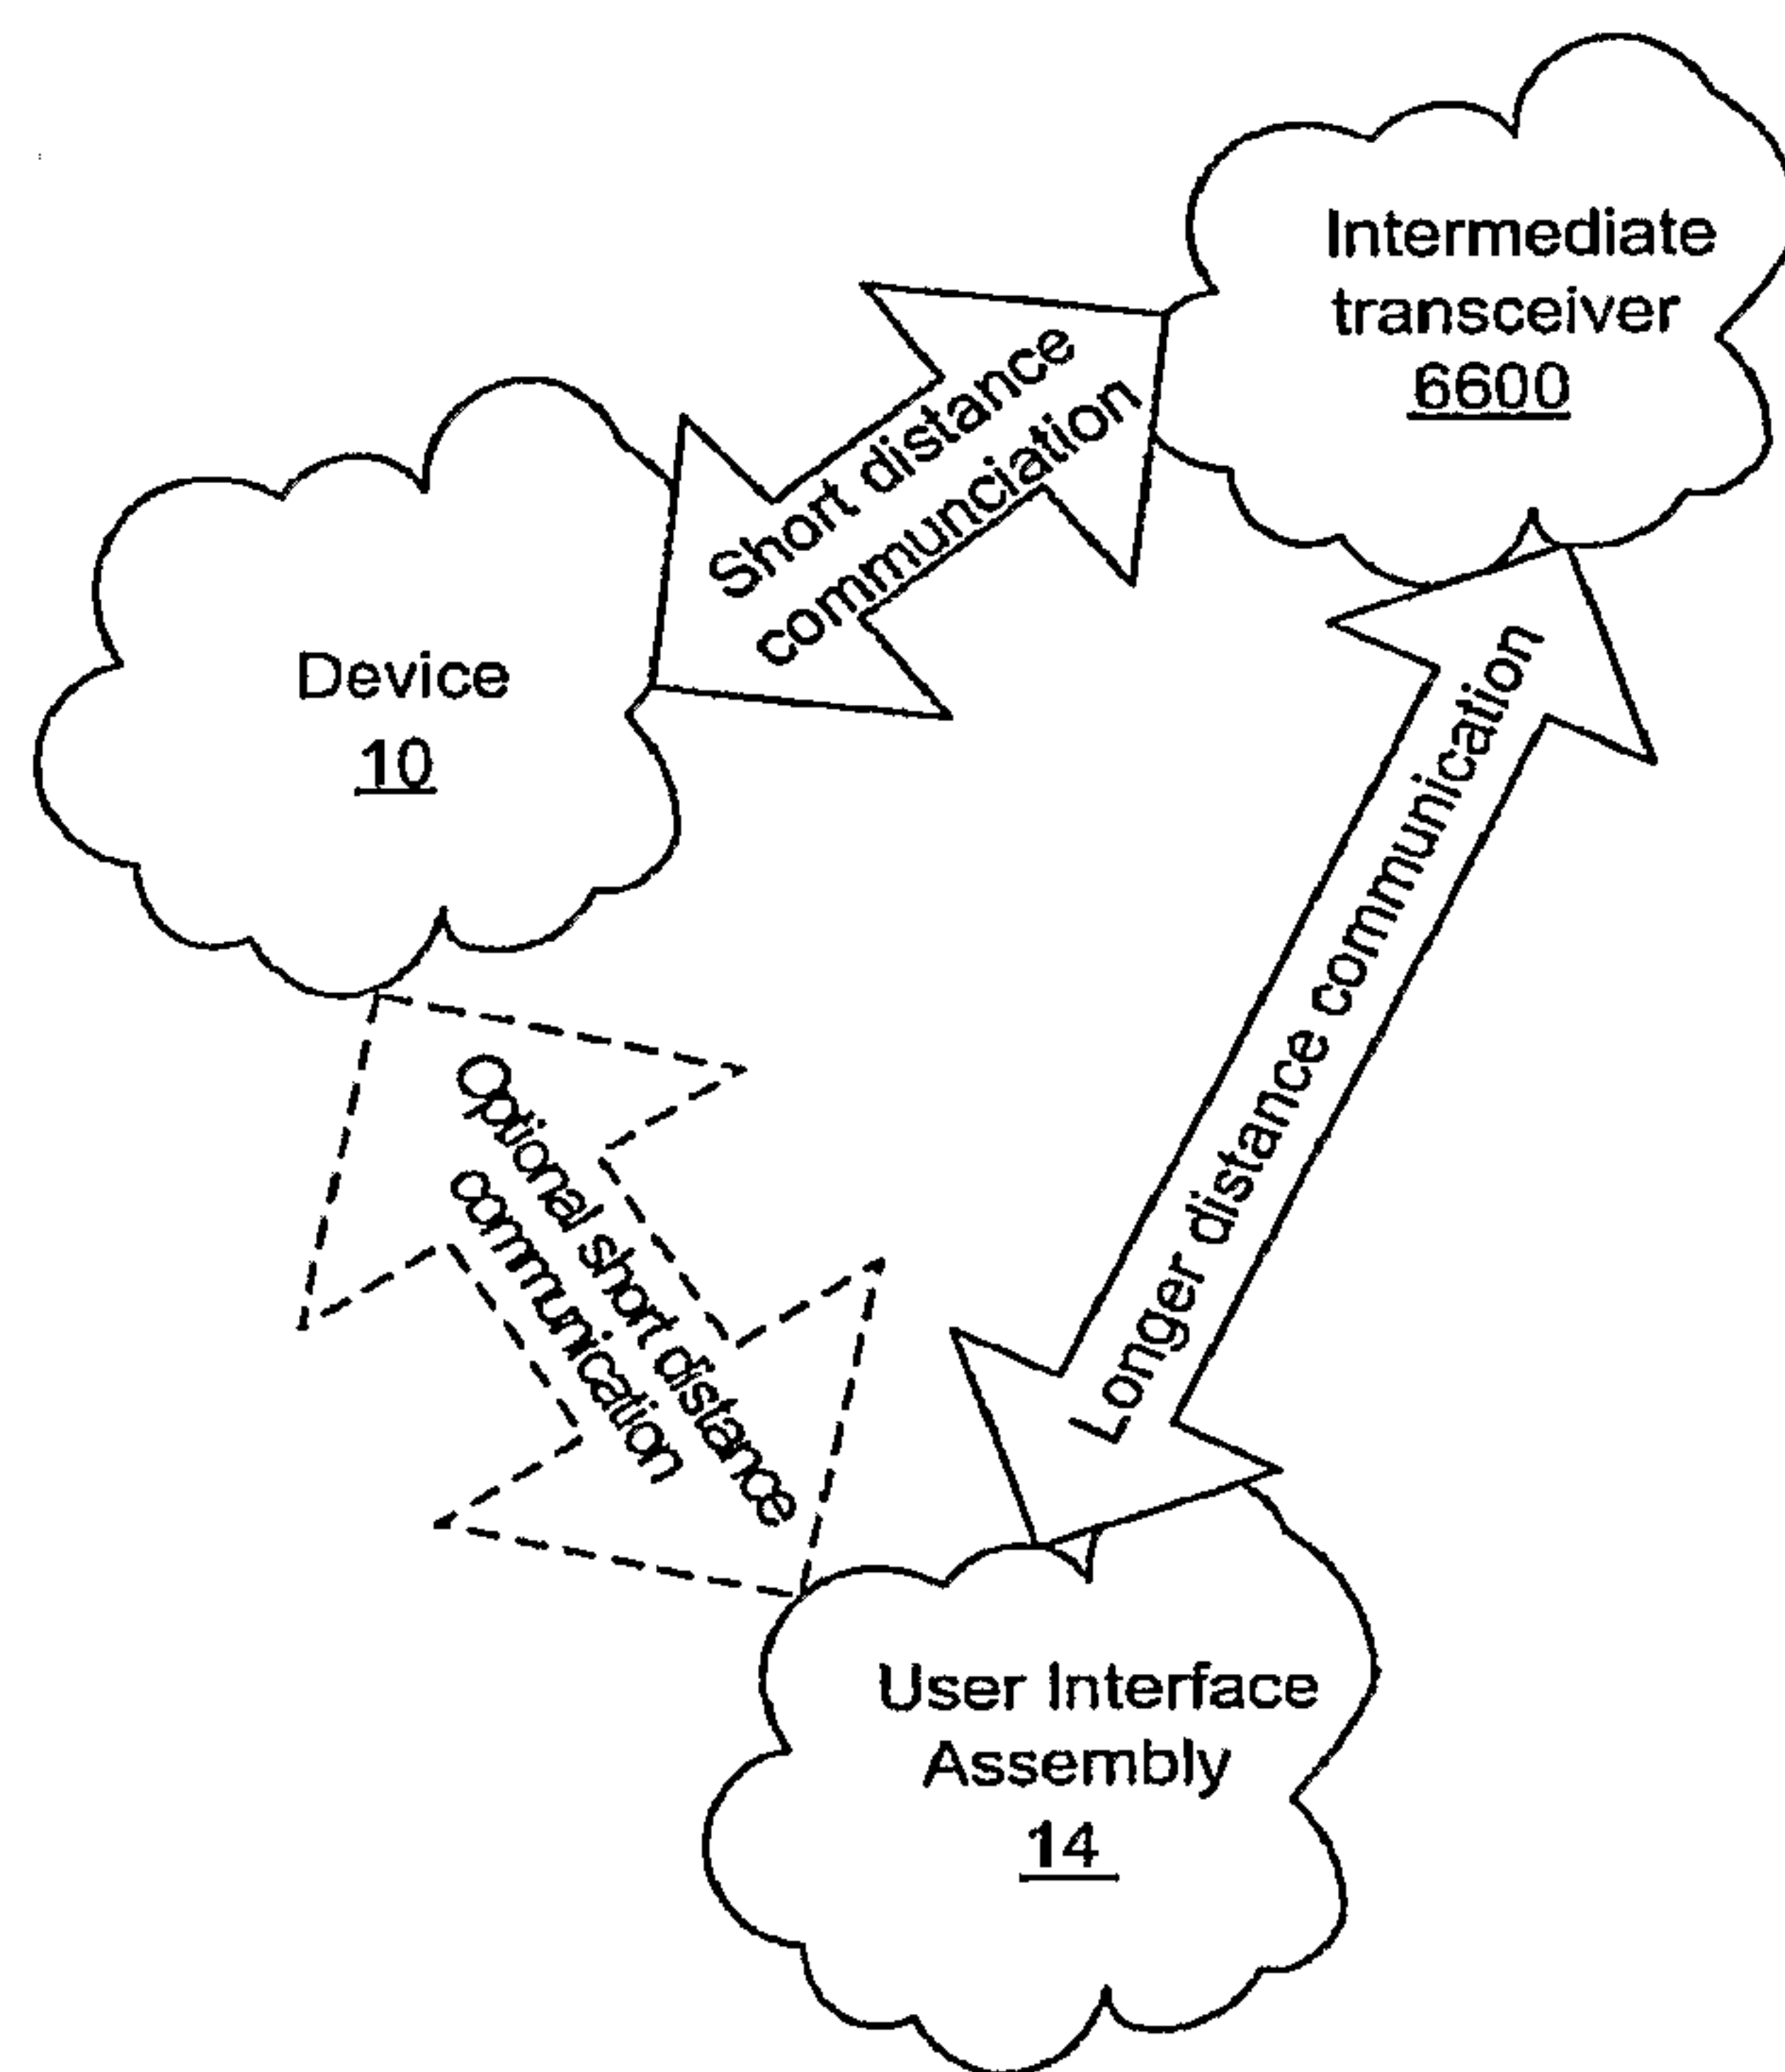 Intermediate
transceiver
6600
Short distance
communciation
Device
10
Longer distance communication
Optional short distance
communication
User Interface
Assembly
14